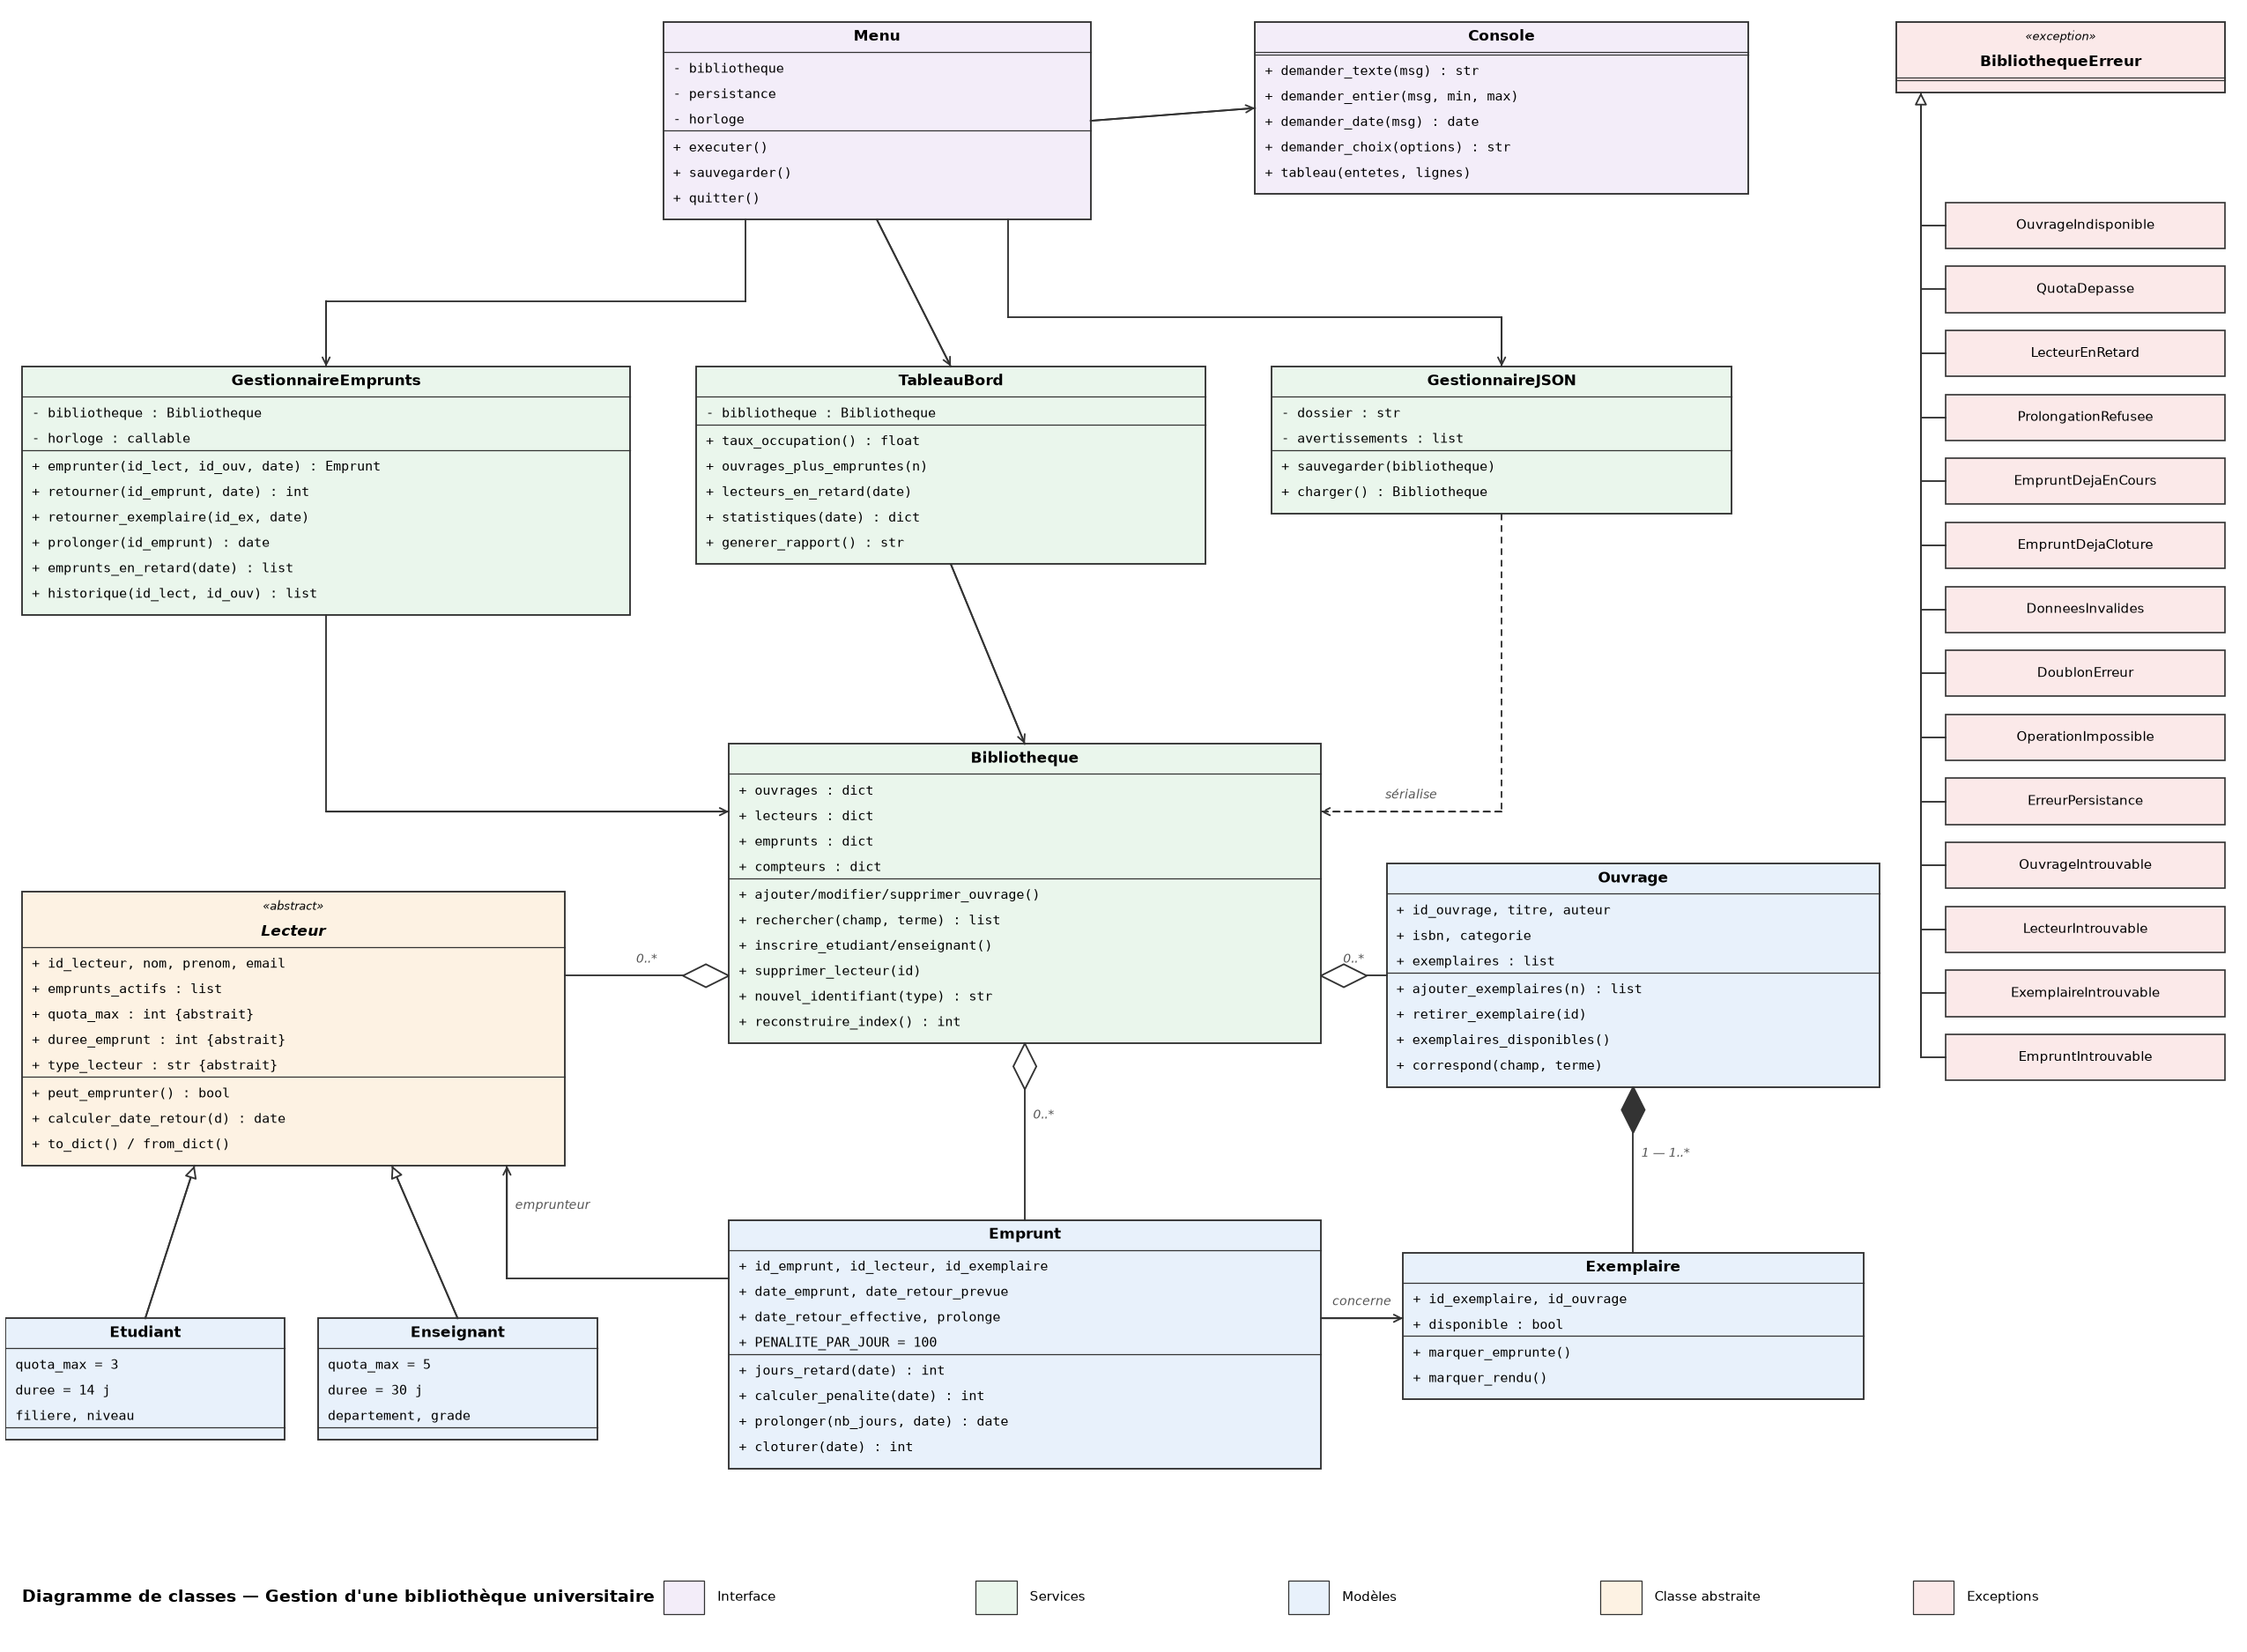 Menu
- bibliotheque
- persistance
- horloge
+ executer()
+ sauvegarder()
+ quitter()
Console
+ demander_texte(msg) : str
+ demander_entier(msg, min, max)
+ demander_date(msg) : date
+ demander_choix(options) : str
+ tableau(entetes, lignes)
«exception»
BibliothequeErreur
OuvrageIndisponible
QuotaDepasse
LecteurEnRetard
ProlongationRefusee
EmpruntDejaEnCours
EmpruntDejaCloture
DonneesInvalides
DoublonErreur
OperationImpossible
ErreurPersistance
OuvrageIntrouvable
LecteurIntrouvable
ExemplaireIntrouvable
EmpruntIntrouvable
GestionnaireEmprunts
- bibliotheque : Bibliotheque
- horloge : callable
+ emprunter(id_lect, id_ouv, date) : Emprunt
+ retourner(id_emprunt, date) : int
+ retourner_exemplaire(id_ex, date)
+ prolonger(id_emprunt) : date
+ emprunts_en_retard(date) : list
+ historique(id_lect, id_ouv) : list
TableauBord
- bibliotheque : Bibliotheque
+ taux_occupation() : float
+ ouvrages_plus_empruntes(n)
+ lecteurs_en_retard(date)
+ statistiques(date) : dict
+ generer_rapport() : str
GestionnaireJSON
- dossier : str
- avertissements : list
+ sauvegarder(bibliotheque)
+ charger() : Bibliotheque
sérialise
Bibliotheque
+ ouvrages : dict
+ lecteurs : dict
+ emprunts : dict
+ compteurs : dict
+ ajouter/modifier/supprimer_ouvrage()
+ rechercher(champ, terme) : list
+ inscrire_etudiant/enseignant()
+ supprimer_lecteur(id)
+ nouvel_identifiant(type) : str
+ reconstruire_index() : int
«abstract»
Lecteur
+ id_lecteur, nom, prenom, email
+ emprunts_actifs : list
+ quota_max : int {abstrait}
+ duree_emprunt : int {abstrait}
+ type_lecteur : str {abstrait}
+ peut_emprunter() : bool
+ calculer_date_retour(d) : date
+ to_dict() / from_dict()
0..*
0..*
Ouvrage
+ id_ouvrage, titre, auteur
+ isbn, categorie
+ exemplaires : list
+ ajouter_exemplaires(n) : list
+ retirer_exemplaire(id)
+ exemplaires_disponibles()
+ correspond(champ, terme)
0..*
1 — 1..*
emprunteur
Etudiant
quota_max = 3
duree = 14 j
filiere, niveau
Enseignant
quota_max = 5
duree = 30 j
departement, grade
Emprunt
+ id_emprunt, id_lecteur, id_exemplaire
+ date_emprunt, date_retour_prevue
+ date_retour_effective, prolonge
+ PENALITE_PAR_JOUR = 100
+ jours_retard(date) : int
+ calculer_penalite(date) : int
+ prolonger(nb_jours, date) : date
+ cloturer(date) : int
concerne
Exemplaire
+ id_exemplaire, id_ouvrage
+ disponible : bool
+ marquer_emprunte()
+ marquer_rendu()
Diagramme de classes — Gestion d'une bibliothèque universitaire
Interface
Services
Modèles
Classe abstraite
Exceptions